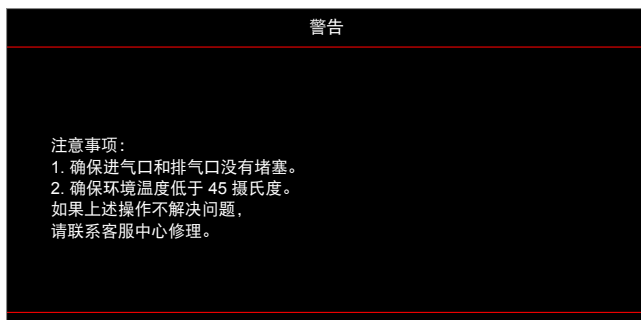 警告
注意事项：
1. 确保进气口和排气口没有堵塞。
2. 确保环境温度低于 45 摄氏度。
如果上述操作不解决问题，
请联系客服中心修理。